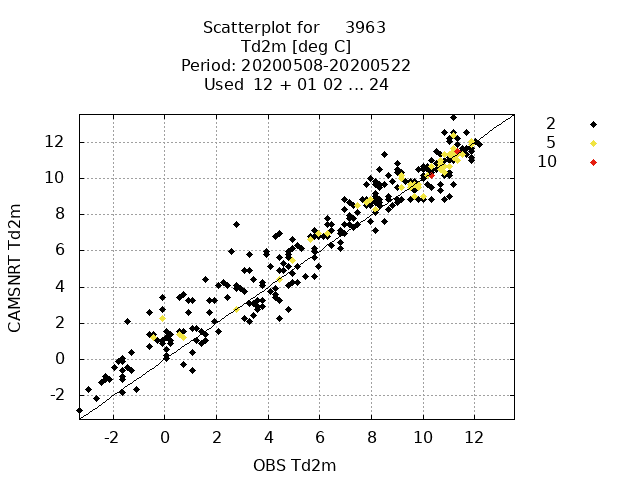 Scatterplot for 3963
Td2m [deg C]
Period: 20200508-20200522
Used 12 + 01 02 ... 24
2
5
10
12
10
8
6
4
2
0
-2
CAMSNRT Td2m
-2 0 2 4 6 8 10 12
OBS Td2m